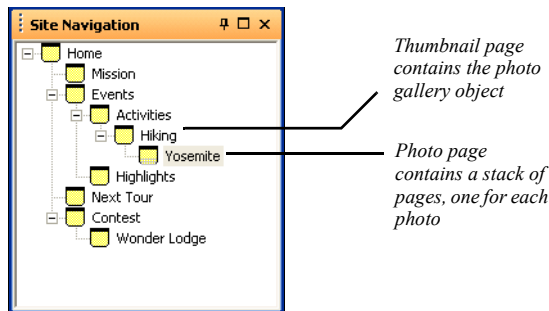 Site Navigation
Home
Mission
Events
Activities
Hiking
Yosemite
Highlights
Next Tour
Contest
Wonder Lodge
Thumbnail page
contains the photo
gallery object
Photo page
contains a stack of
pages, one for each
photo